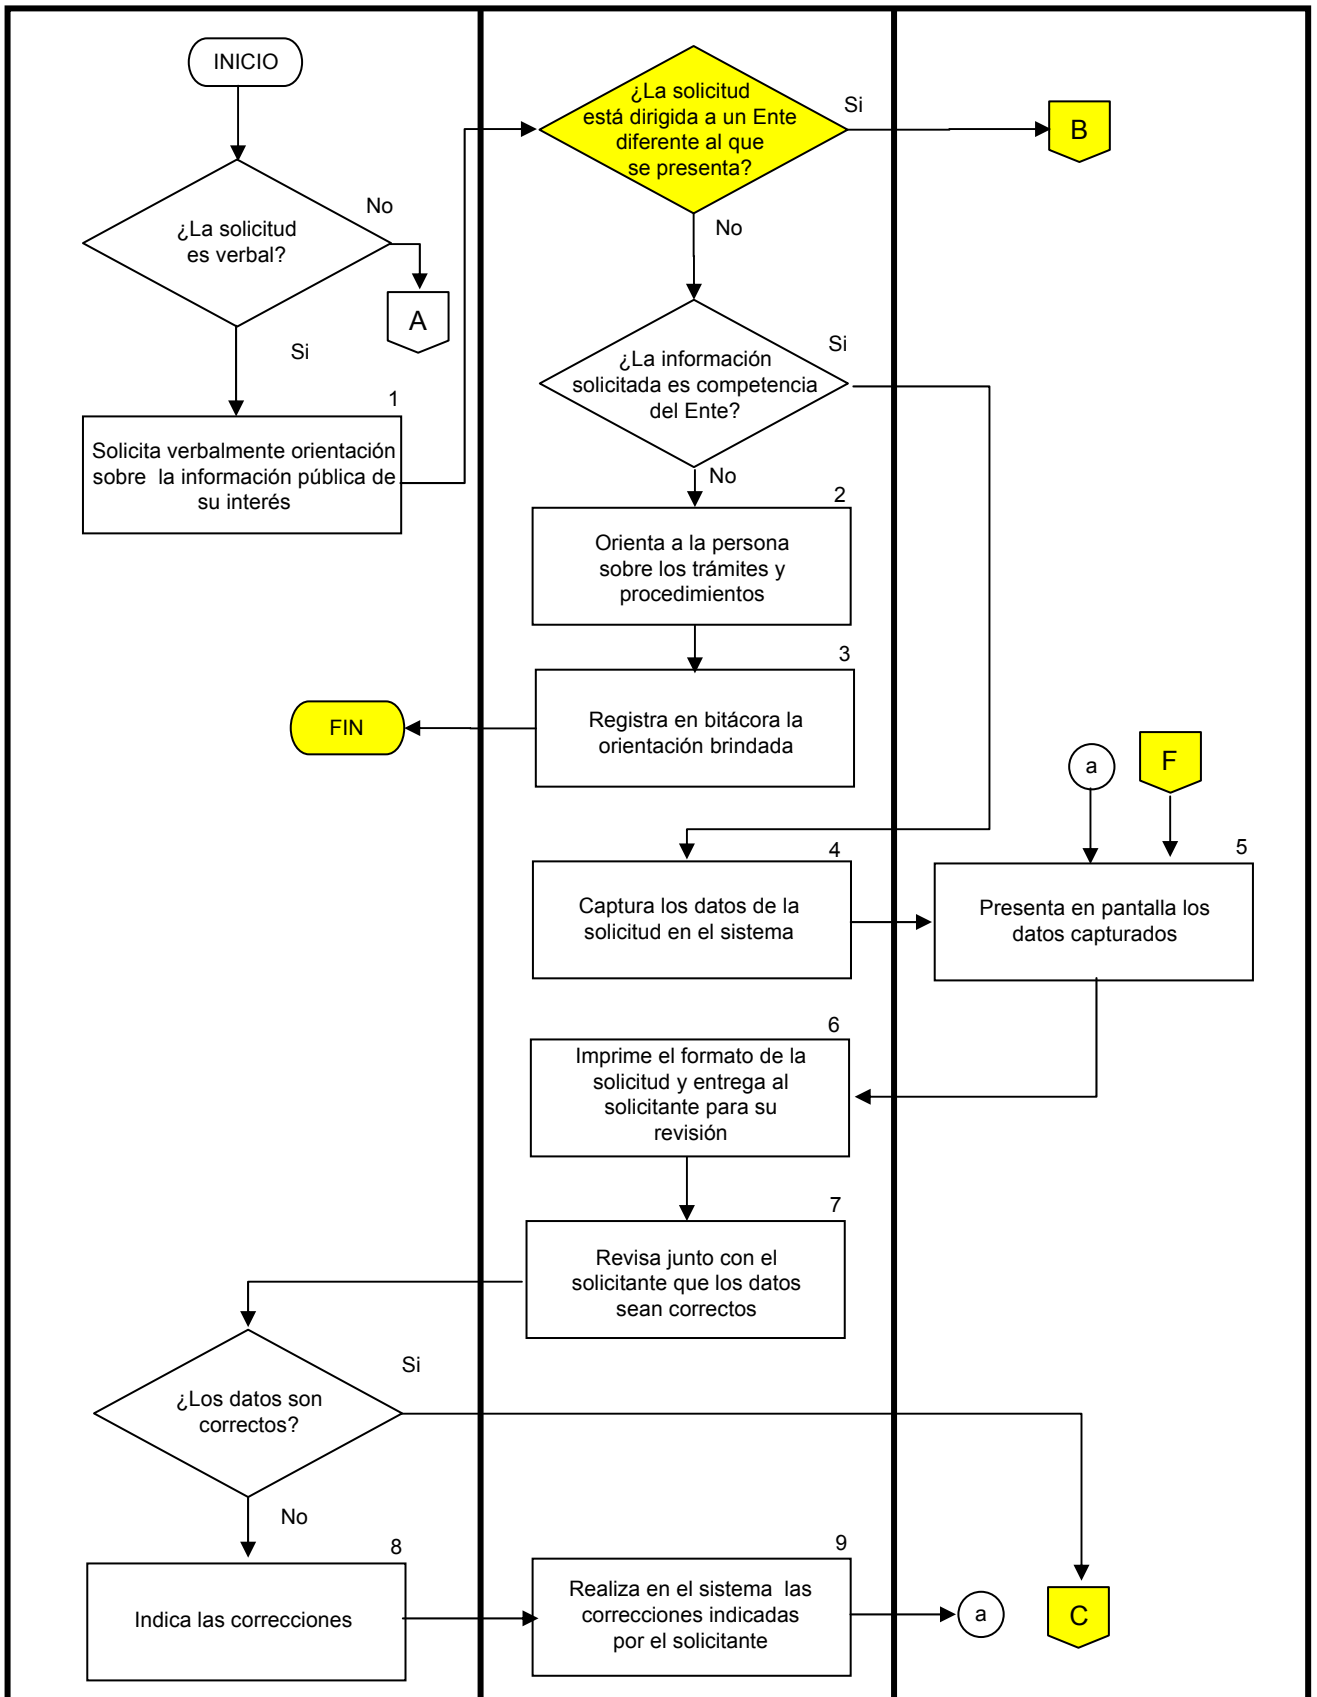 INICIO
¿La solicitud
es verbal?
No
A
Si
1
Solicita verbalmente orientación
sobre la información pública de
su interés
¿La solicitud
está dirigida a un Ente
diferente al que
se presenta?
Si
B
No
¿La información
solicitada es competencia
del Ente?
Si
No
2
Orienta a la persona
sobre los trámites y
procedimientos
3
Registra en bitácora la
orientación brindada
FIN
a
F
4
Captura los datos de la
solicitud en el sistema
5
Presenta en pantalla los
datos capturados
6
Imprime el formato de la
solicitud y entrega al
solicitante para su
revisión
7
Revisa junto con el
solicitante que los datos
sean correctos
¿Los datos son
correctos?
Si
No
8
Indica las correcciones
9
Realiza en el sistema las
correcciones indicadas
por el solicitante
a
C